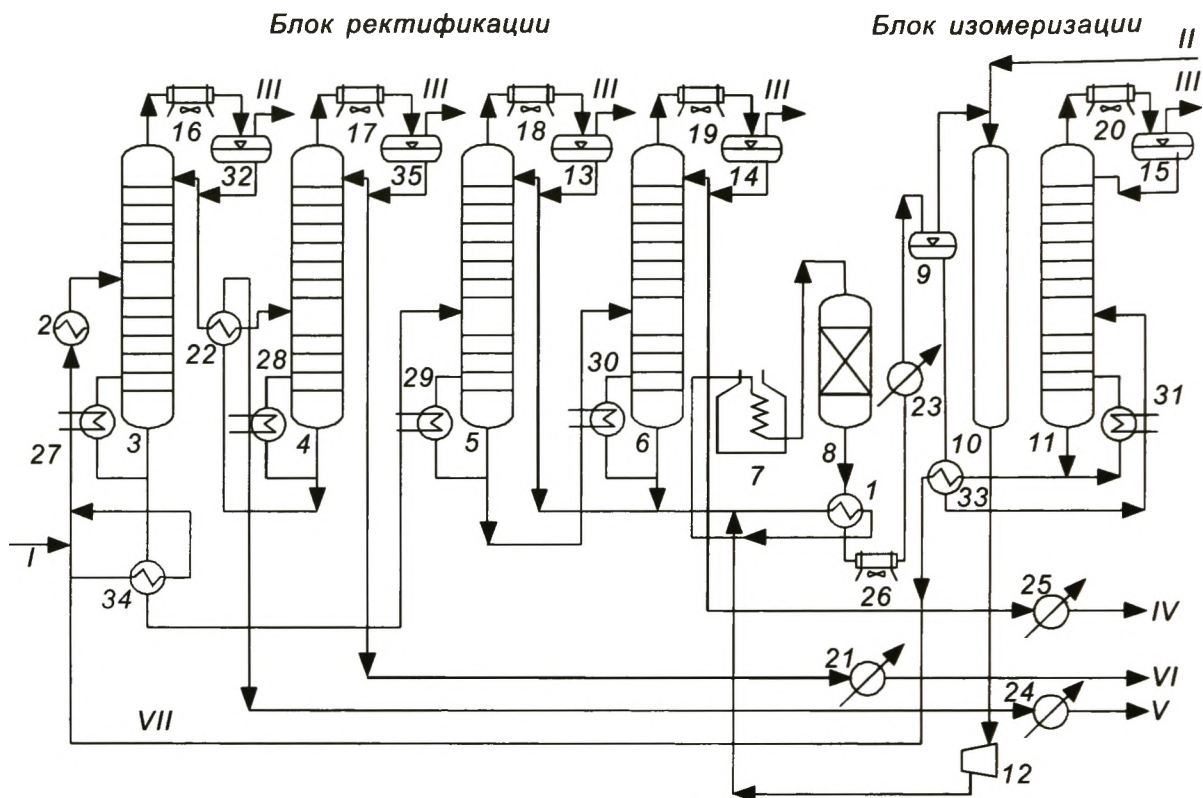 Блок ректификации
Блок изомеризации
II
III III III III III
16 17 18 19 20
32 35 13 14 15
9
2
22 28 29 30 23 31
27 3 4 5 6 7 8 10 11
1 33
I
34 26 25 IV
21 VI
24 V
VII
12